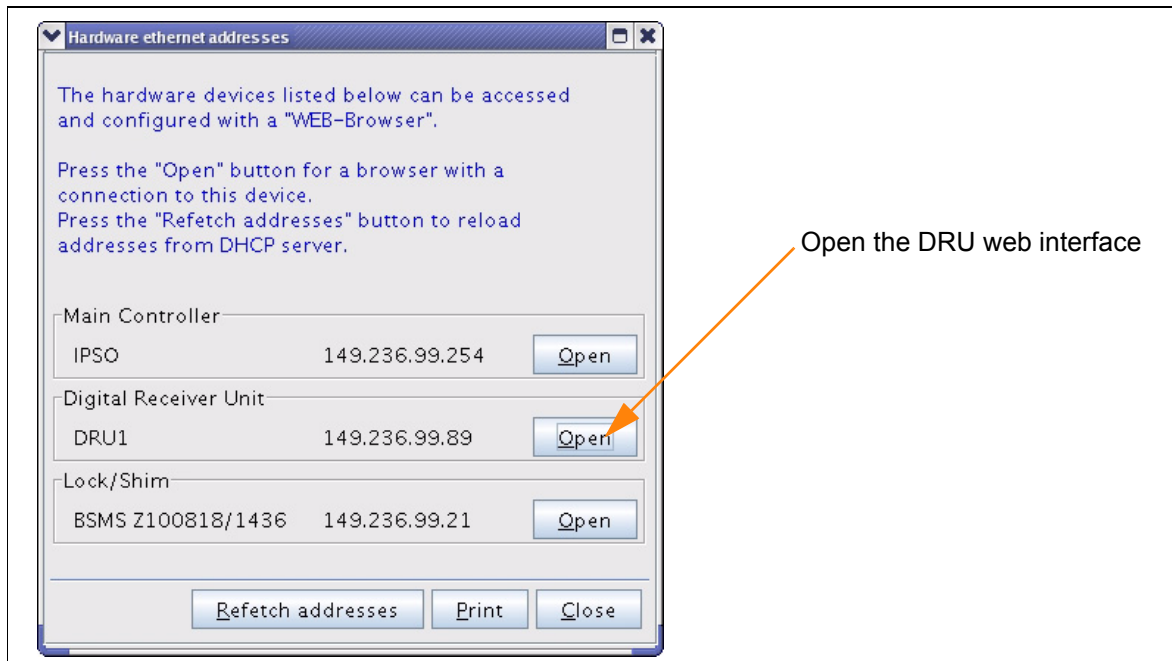 Hardware ethernet addresses
The hardware devices listed below can be accessed
and configured with a "WEB-Browser".
Press the "Open" button for a browser with a
connection to this device.
Press the "Refetch addresses" button to reload
addresses from DHCP server.
Open the DRU web interface
Main Controller
IPSO 149.236.99.254 Open
Digital Receiver Unit
DRU1 149.236.99.89 Open
Lock/Shim
BSMS Z100818/1436 149.236.99.21 Open
Refetch addresses Print Close